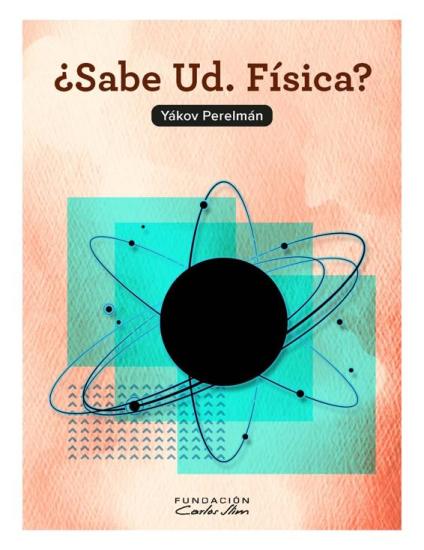 ¿Sabe Ud. Física?
Yákov Perelmán
FUNDACIÓN
Carlos Slim